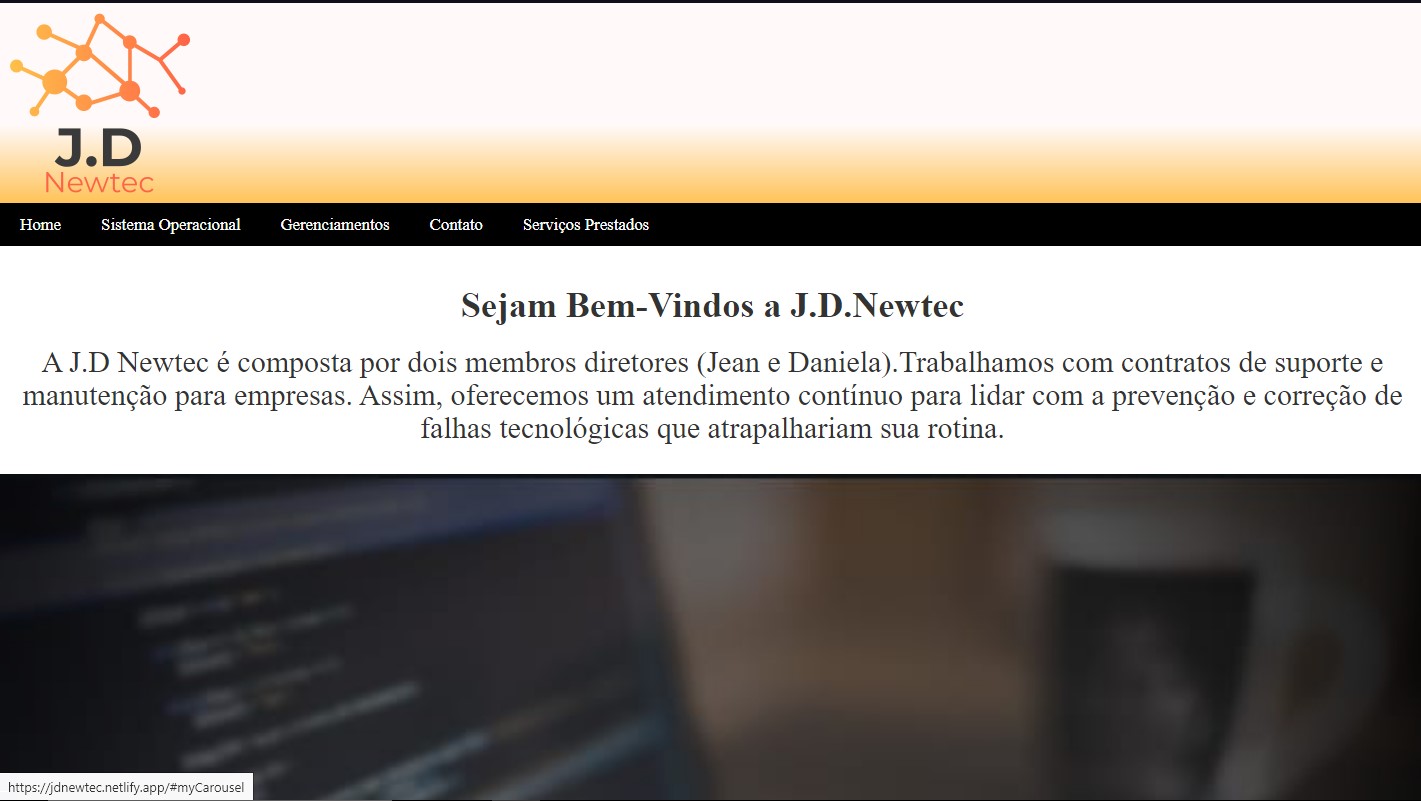 J.D
Newtec
Home Sistema Operacional Gerenciamentos Contato Serviços Prestados
Sejam Bem-Vindos a J.D.Newtec
A J.D Newtec é composta por dois membros diretores (Jean e Daniela).Trabalhamos com contratos de suporte e
manutenção para empresas. Assim, oferecemos um atendimento contínuo para lidar com a prevenção e correção de
falhas tecnológicas que atrapalhariam sua rotina.
https://jdnewtec.netlify.app/#myCarousel